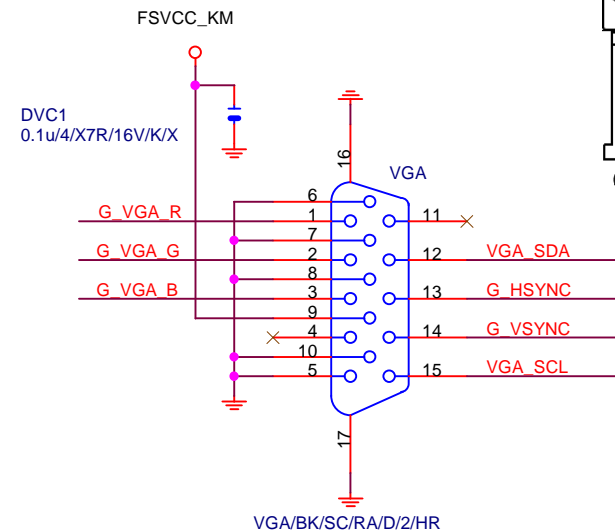 FSVCC_KM
DVC1
0.1u/4/X7R/16V/K/X
16
VGA
6
G_VGA_R 1 11
7
G_VGA_G 2 12 VGA_SDA
8
G_VGA_B 3 13 G_HSYNC
9
4 14 G_VSYNC
10
5 15 VGA_SCL
17
VGA/BK/SC/RA/D/2/HR